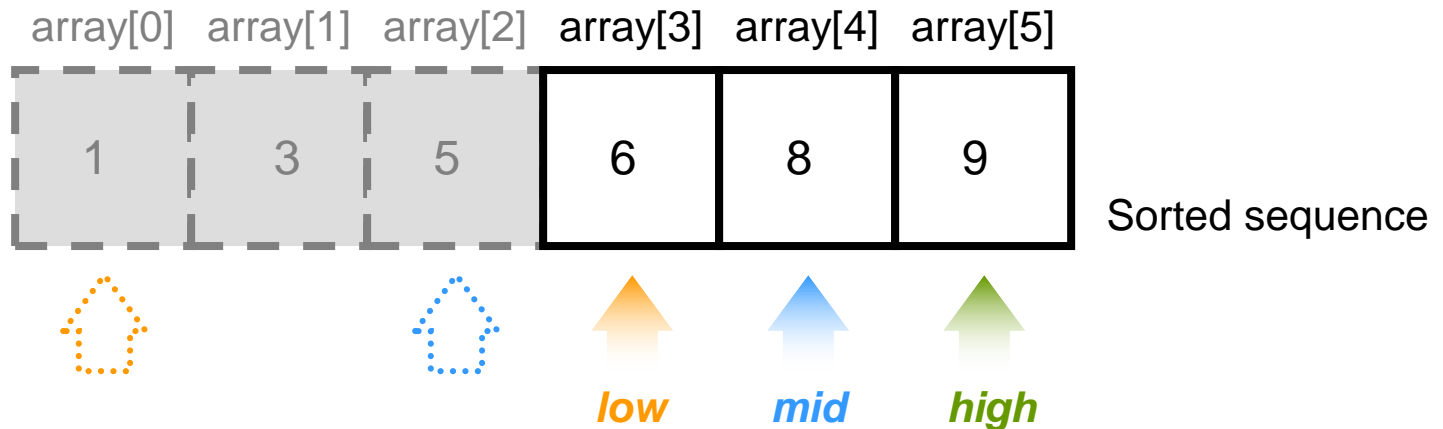 array[0] array[1] array[2] array[3] array[4] array[5]
1 3 5 6 8 9
Sorted sequence
low mid high